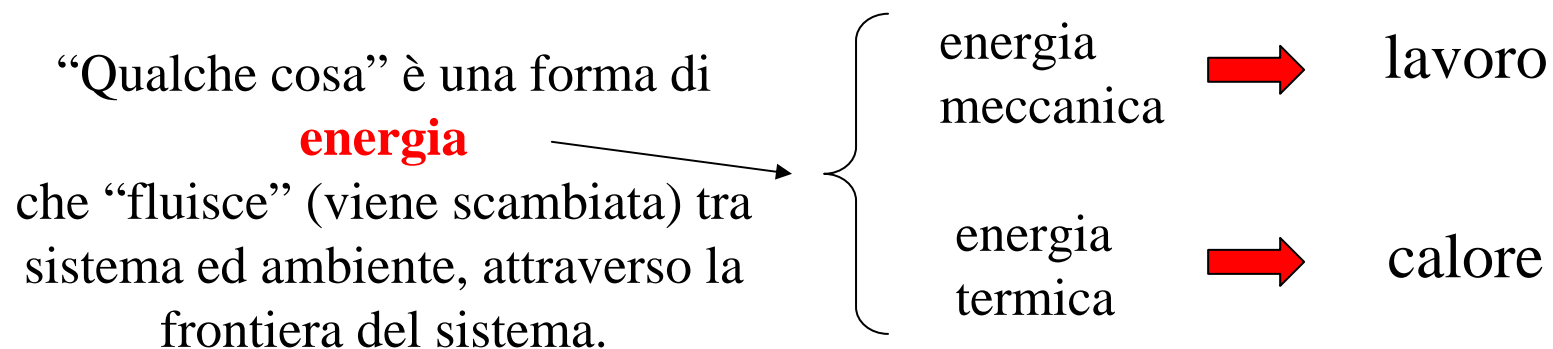 “Qualche cosa” è una forma di
energia
che “fluisce” (viene scambiata) tra
sistema ed ambiente, attraverso la
frontiera del sistema.
energia
meccanica
lavoro
energia
termica
calore